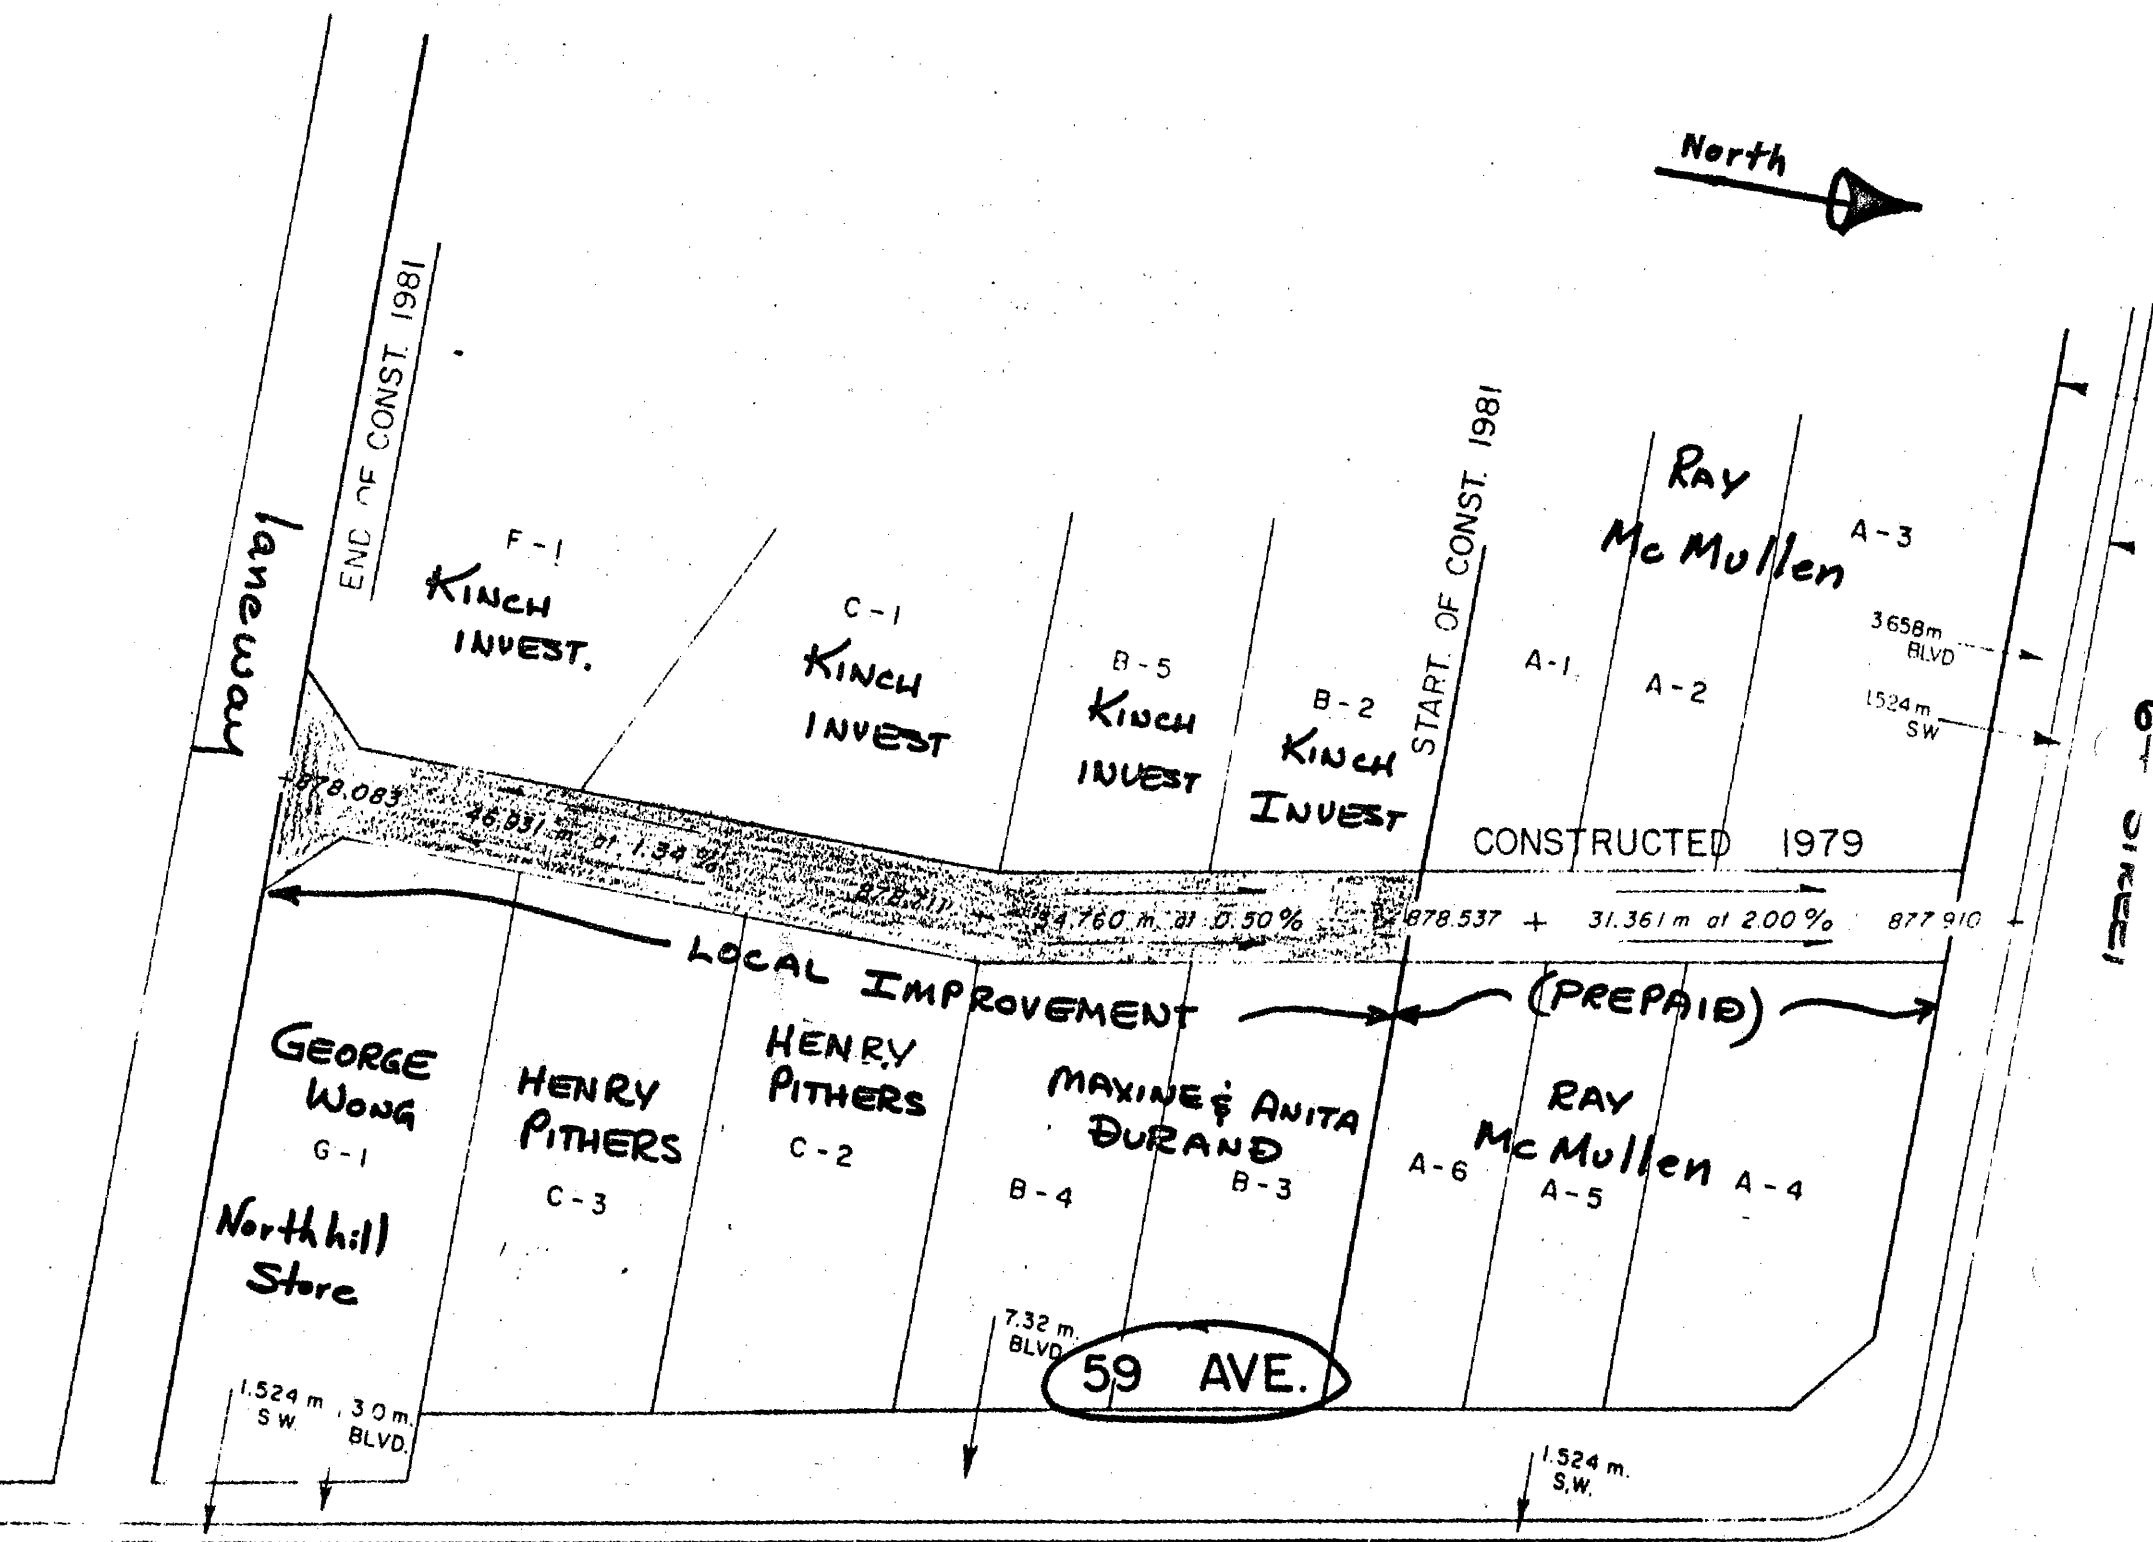 North
END OF CONST. 1981
START. OF CONST. 1981
laneway
F-1
KINCH
INVEST.
C-1
KINCH
INVEST
B-5
KINCH
INVEST
B-2
KINCH
INVEST
RAY
McMullen
A-3
A-1
A-2
3.658m
BLVD
1.524m
SW
CONSTRUCTED 1979
878.083
46.931 m at 1.34 %
878.711
34.760 m at 0.50 %
878.537
31.361 m at 2.00 %
877.910
LOCAL IMPROVEMENT
(PREPAID)
GEORGE
WONG
G-1
Northhill
Store
HENRY
PITHERS
C-3
HENRY
PITHERS
C-2
MAXINE & ANITA
DURAND
B-4
B-3
RAY
McMullen
A-6
A-5
A-4
7.32 m.
BLVD
59 AVE.
1.524 m
S W.
3.0 m.
BLVD.
1.524 m.
S.W.